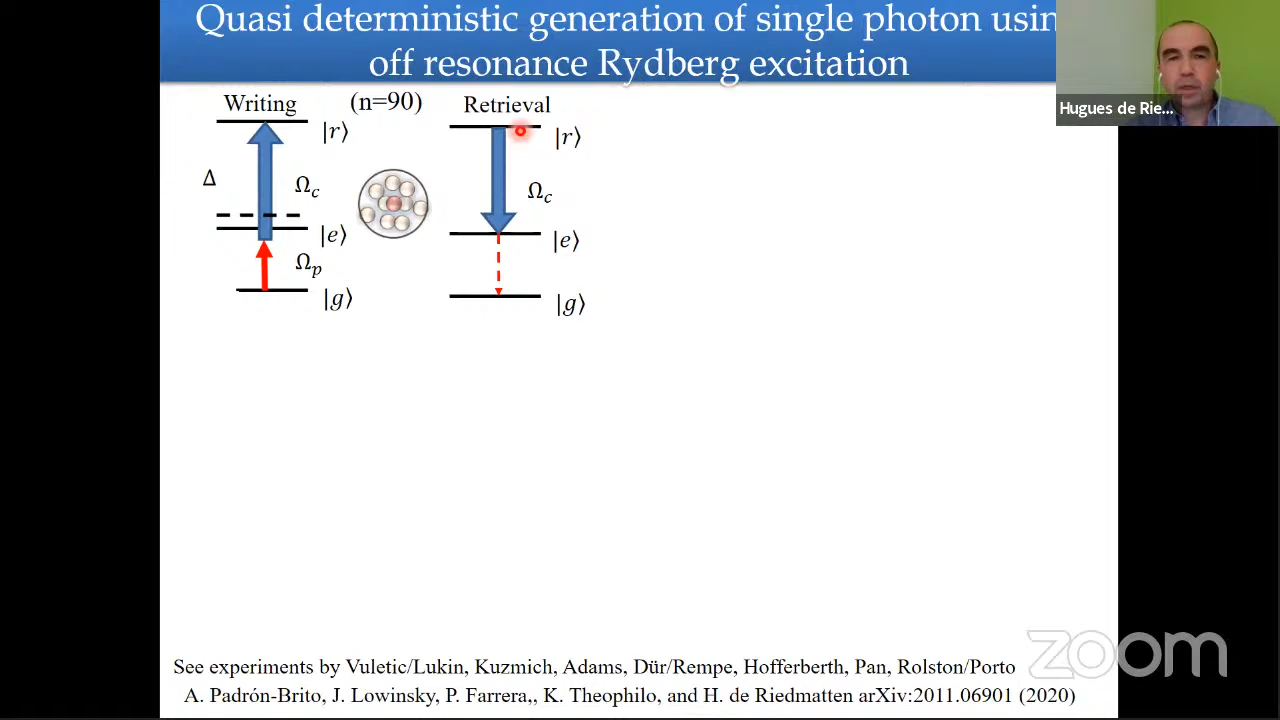 Quasi deterministic generation of single photon usin
off resonance Rydberg excitation
Hugues de Rie...
Writing
(n=90)
Retrieval
|r⟩
|r⟩
Δ
Ω_c
Ω_c
|e⟩
|e⟩
Ω_p
|g⟩
|g⟩
zoom
See experiments by Vuletic/Lukin, Kuzmich, Adams, Dür/Rempe, Hofferberth, Pan, Rolston/Porto
A. Padrón-Brito, J. Lowinsky, P. Farrera,, K. Theophilo, and H. de Riedmatten arXiv:2011.06901 (2020)